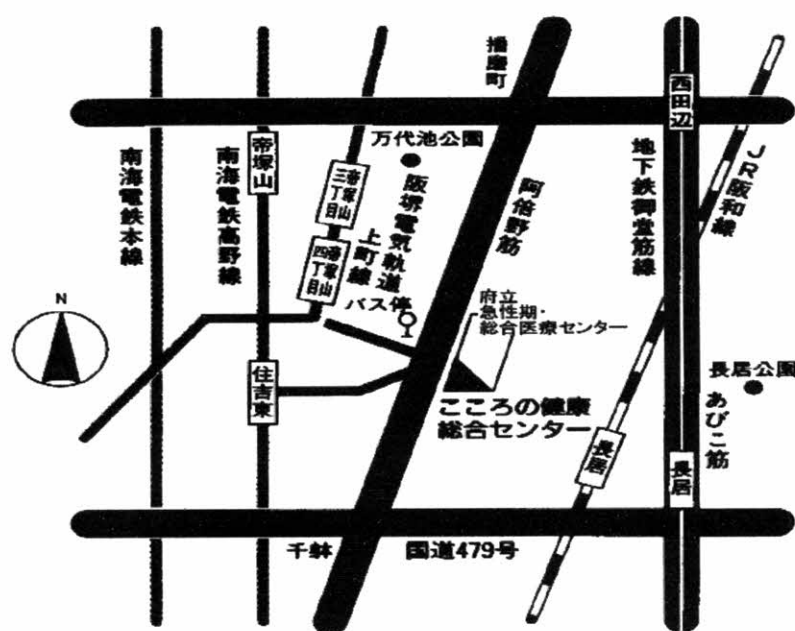 播磨町
西田辺
JR阪和線
万代池公園
帝塚山
帝塚山
三丁目
南海電鉄本線
南海電鉄高野線
阪堺電気軌道
上町線
阿倍野筋
地下鉄御堂筋線
帝塚山
四丁目
バス停
府立
急性期・
総合医療センター
N
住吉東
こころの健康
総合センター
長居公園
あびこ筋
長居
長居
千躰
国道479号